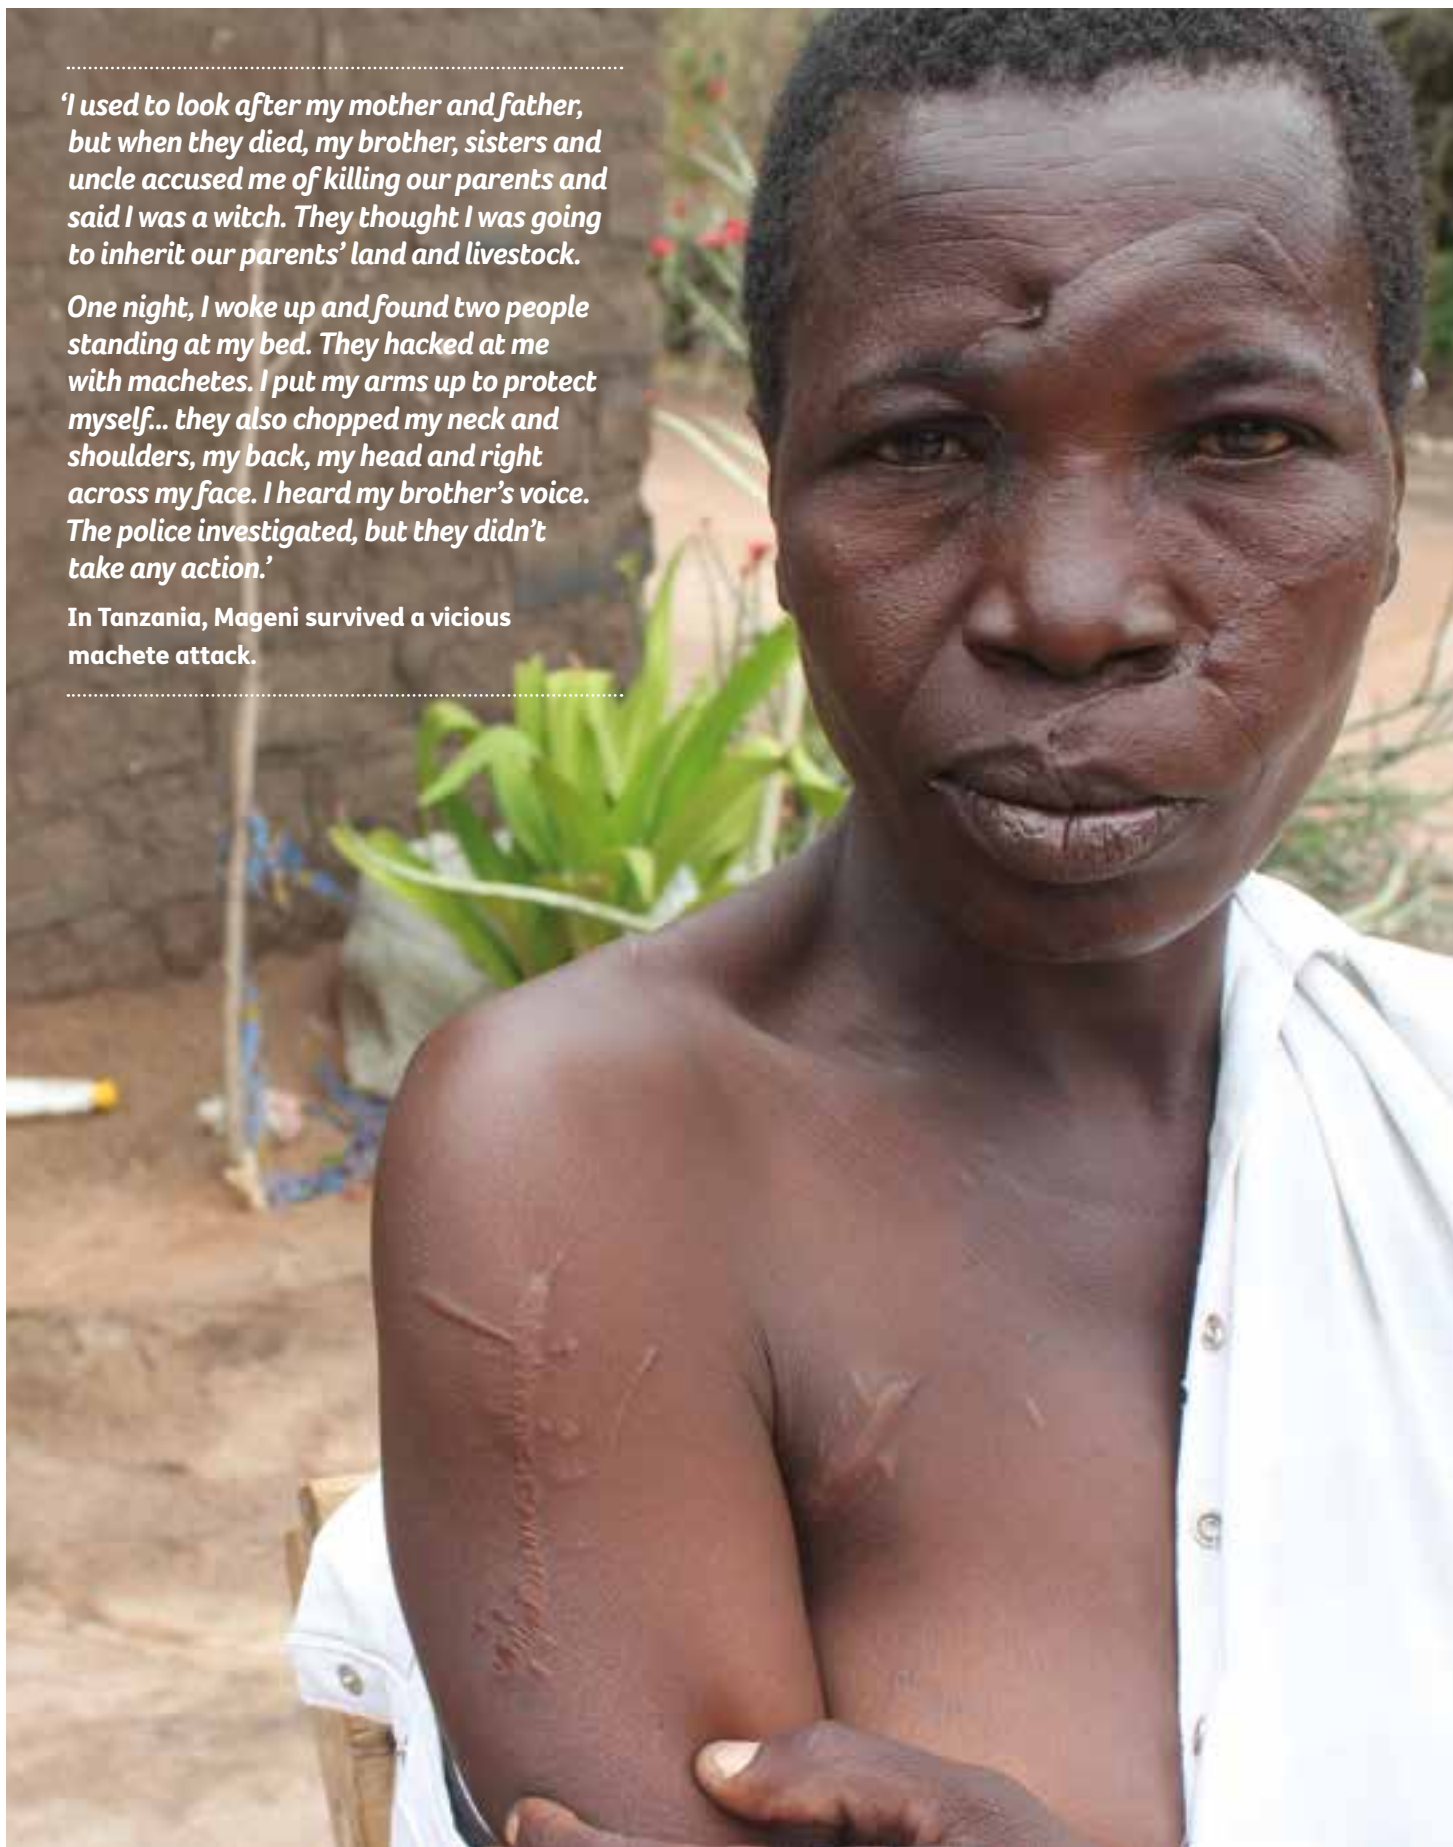 ‘I used to look after my mother and father,
but when they died, my brother, sisters and
uncle accused me of killing our parents and
said I was a witch. They thought I was going
to inherit our parents’ land and livestock.
One night, I woke up and found two people
standing at my bed. They hacked at me
with machetes. I put my arms up to protect
myself... they also chopped my neck and
shoulders, my back, my head and right
across my face. I heard my brother’s voice.
The police investigated, but they didn’t
take any action.’
In Tanzania, Mageni survived a vicious
machete attack.